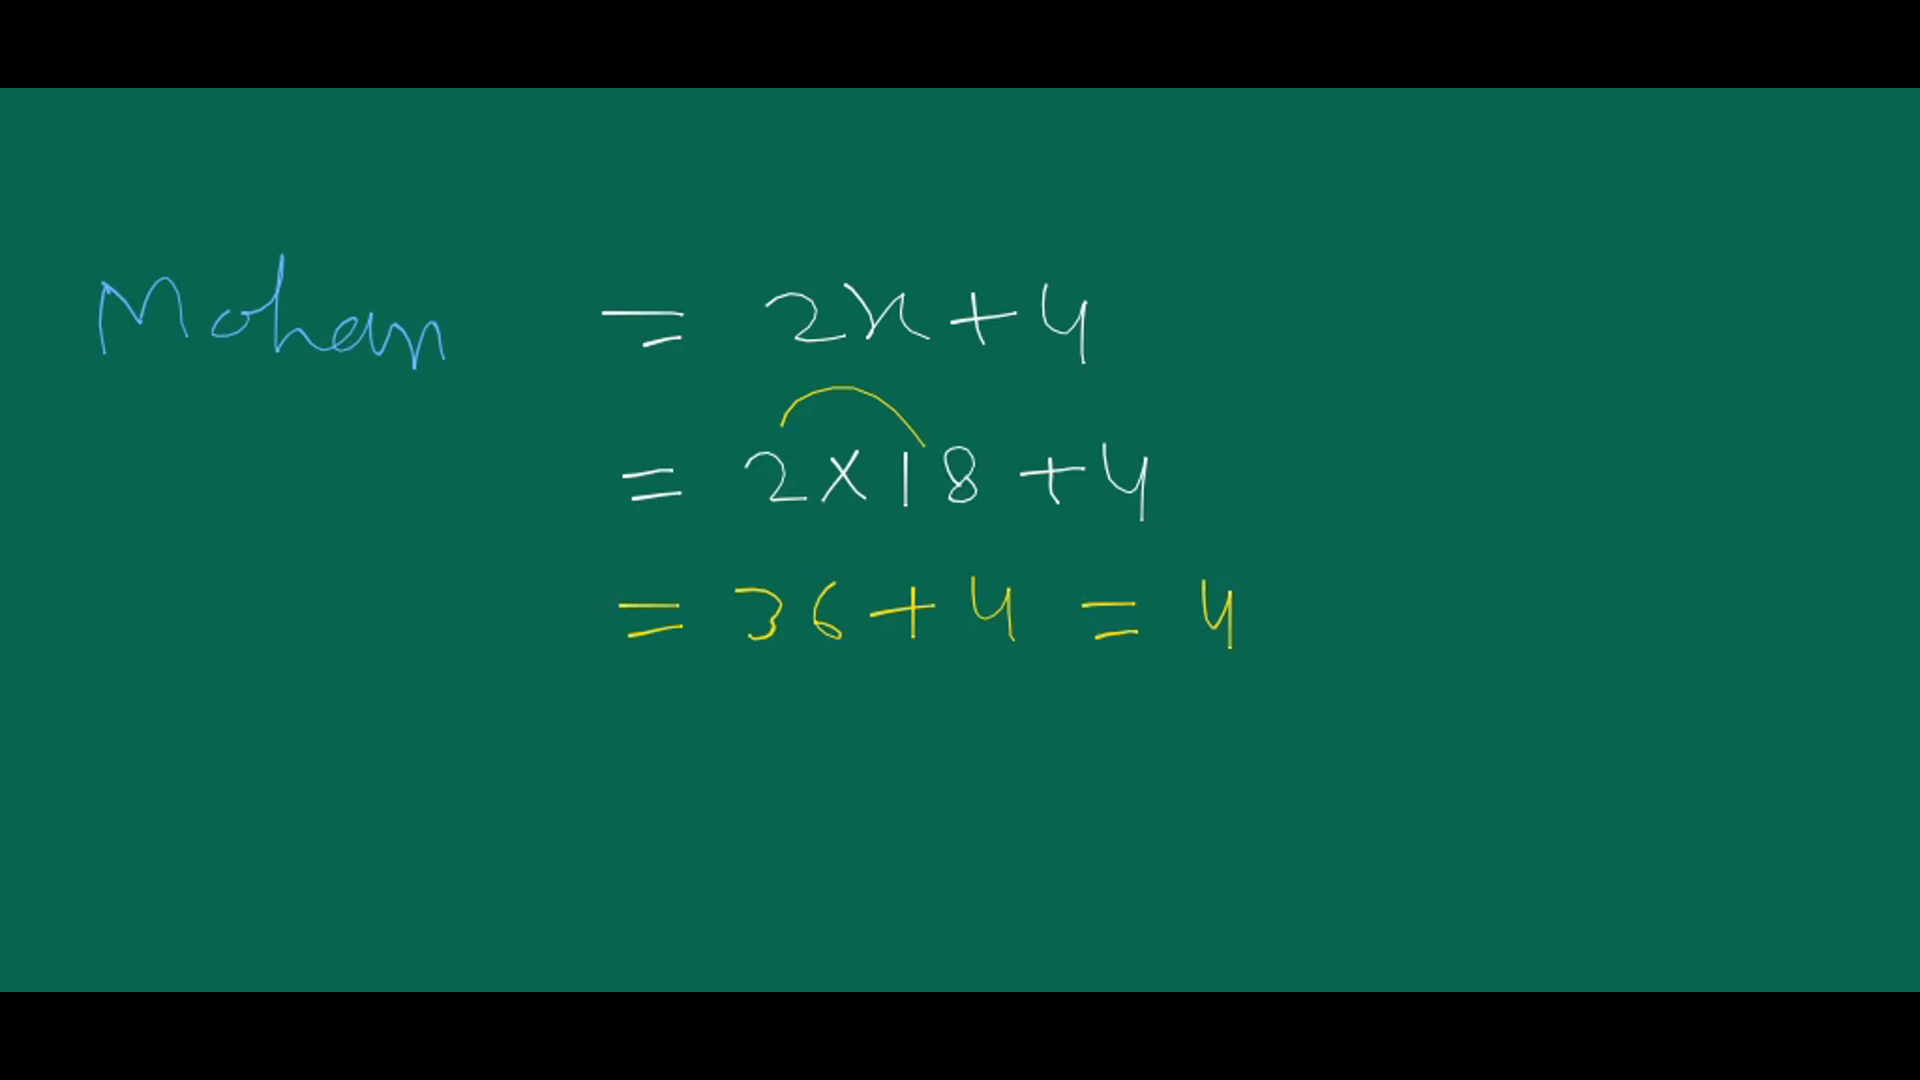 Mohan = 2x+4
= 2×18+4
= 36+4 = 4